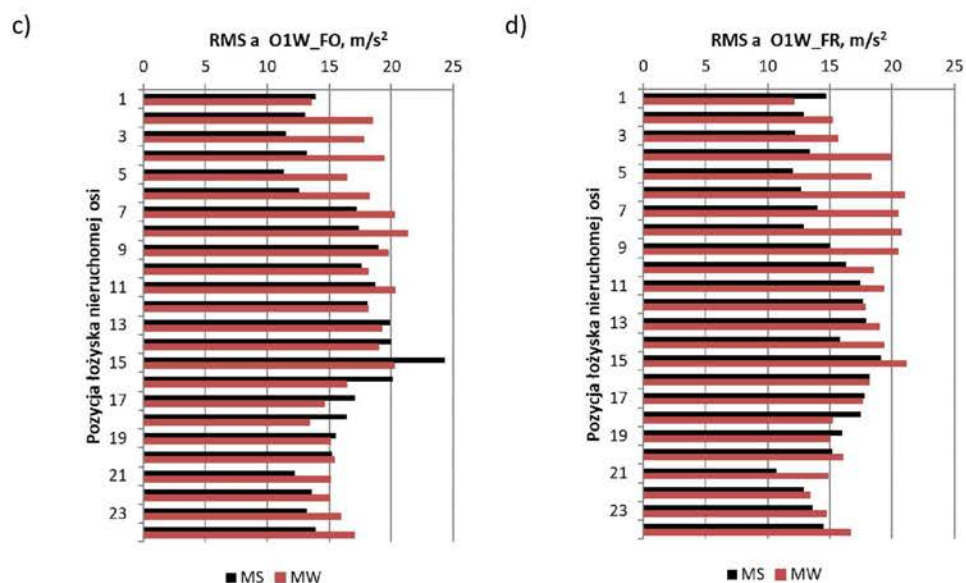 c)
RMS a O1W_FO, m/s²
0 5 10 15 20 25
Pozycja łożyska nieruchomej osi
1
3
5
7
9
11
13
15
17
19
21
23
MS MW
d)
RMS a O1W_FR, m/s²
0 5 10 15 20 25
Pozycja łożyska nieruchomej osi
1
3
5
7
9
11
13
15
17
19
21
23
MS MW